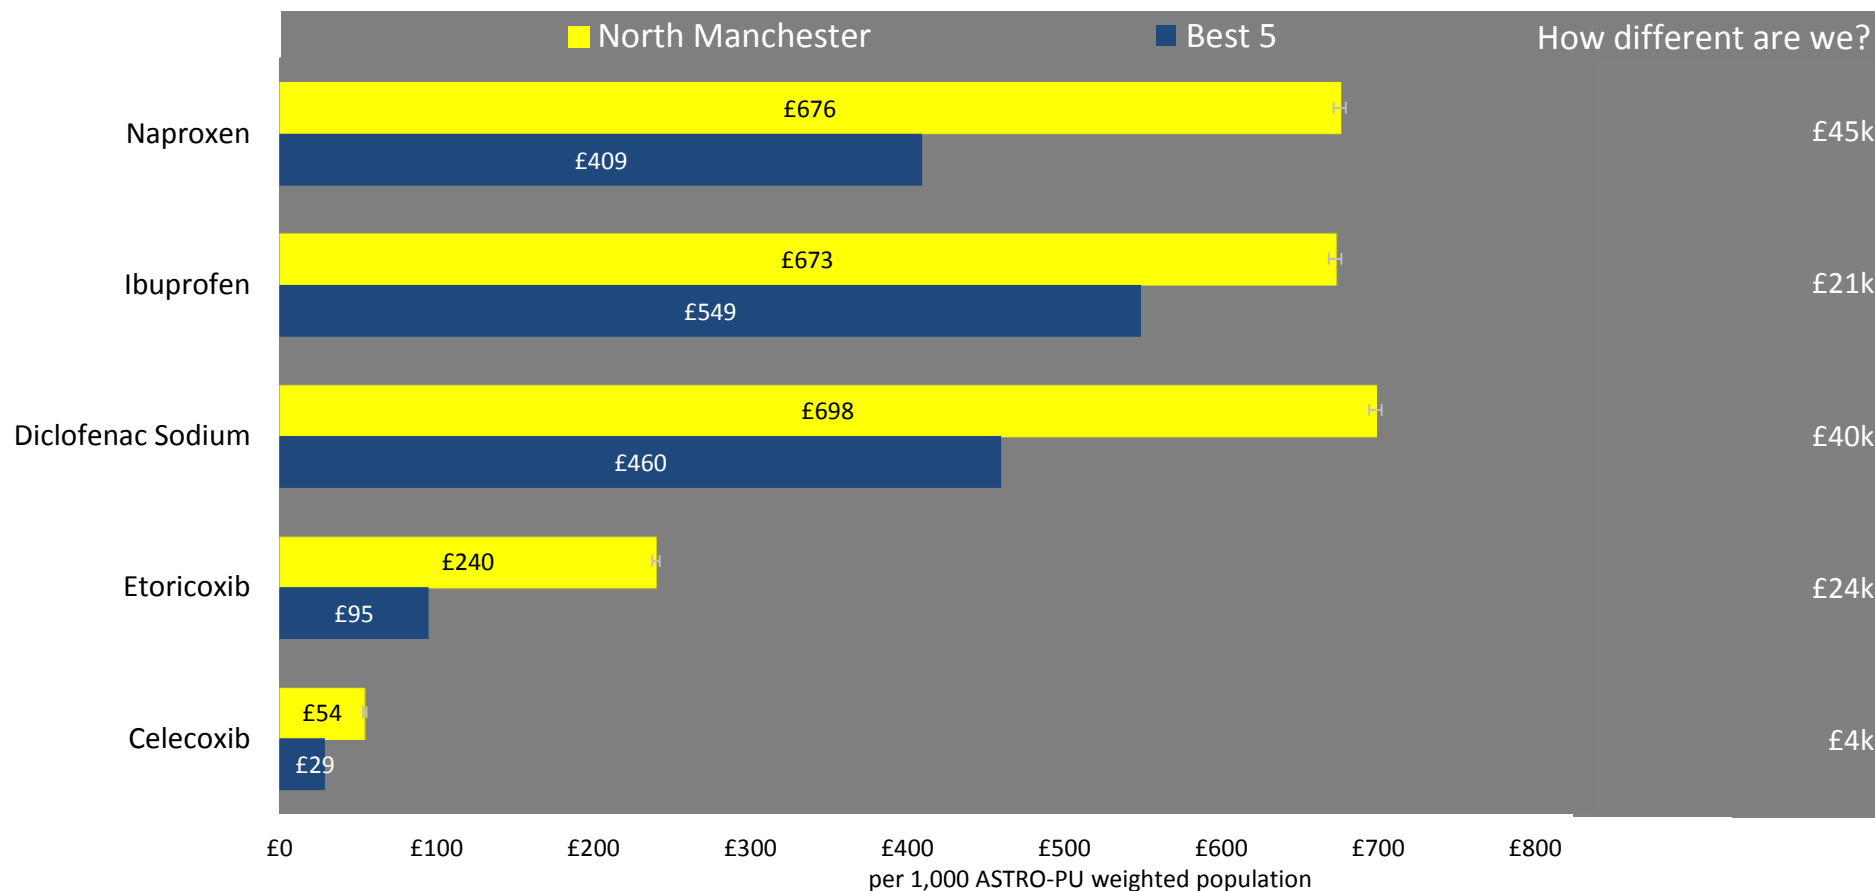 North Manchester Best 5 How different are we?
Naproxen £676 £409 £45k
Ibuprofen £673 £549 £21k
Diclofenac Sodium £698 £460 £40k
Etoricoxib £240 £95 £24k
Celecoxib £54 £29 £4k
£0 £100 £200 £300 £400 £500 £600 £700 £800
per 1,000 ASTRO-PU weighted population